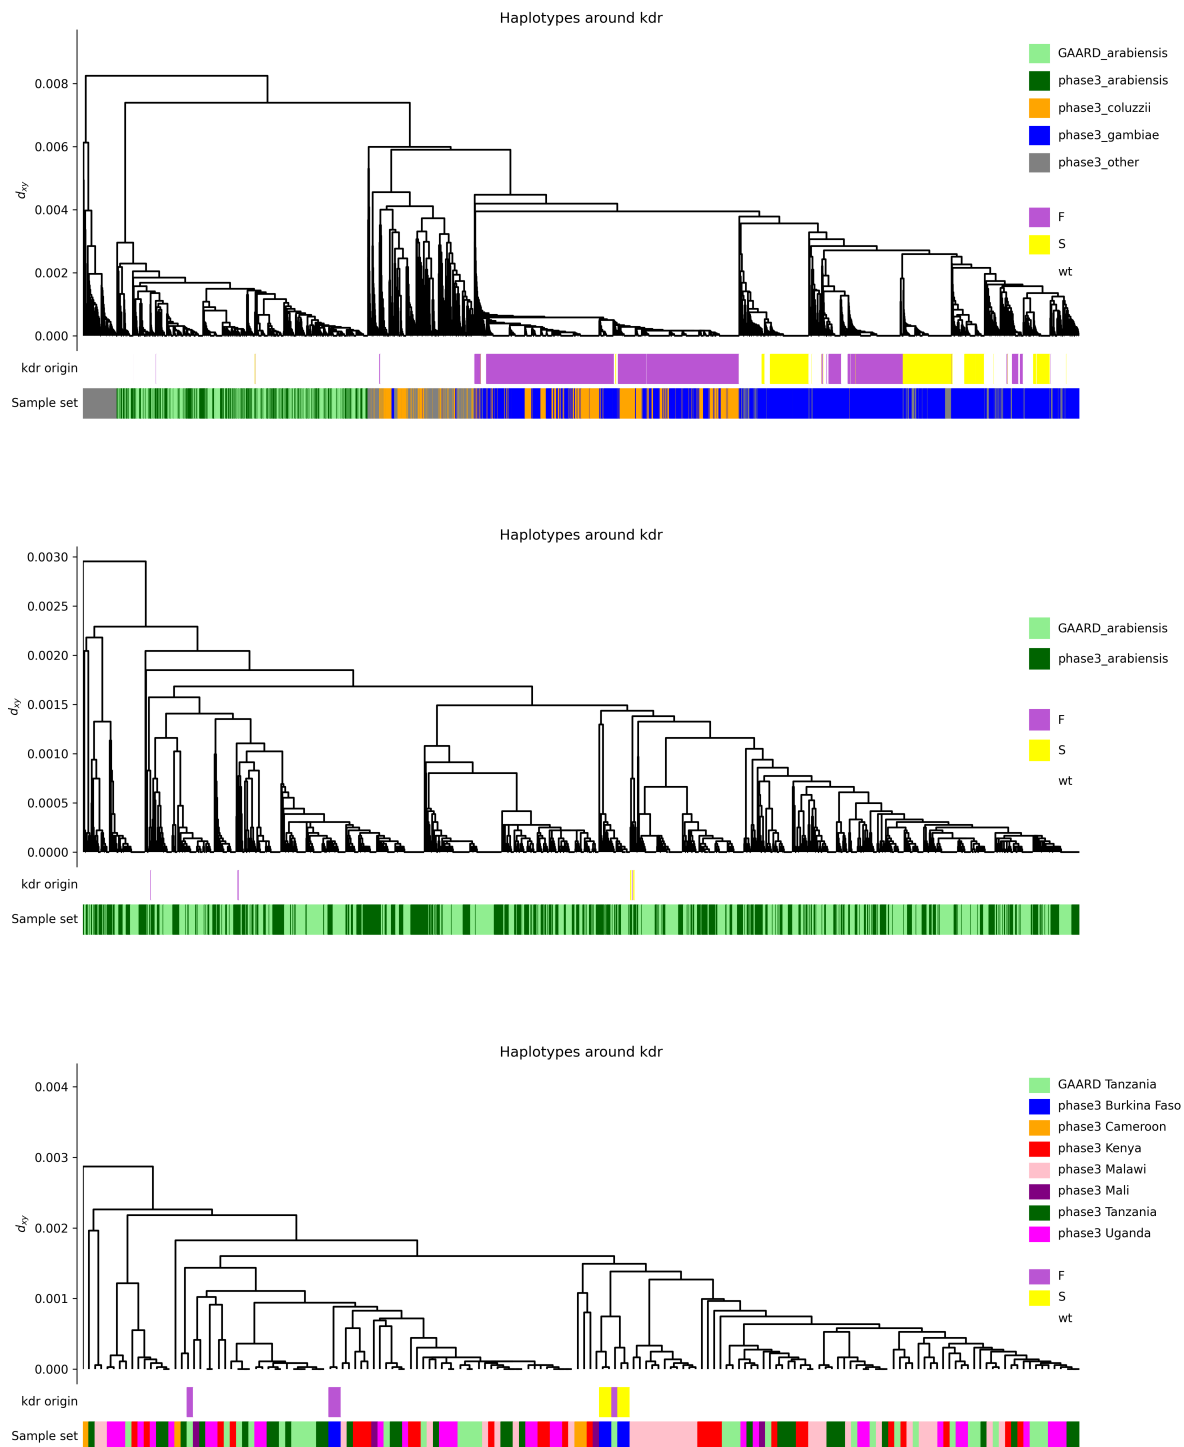 Haplotypes around kdr
0.008
0.006
0.004
0.002
0.000
dxy
GAARD_arabiensis
phase3_arabiensis
phase3_coluzzii
phase3_gambiae
phase3_other
F
S
wt
kdr origin
Sample set
Haplotypes around kdr
0.0030
0.0025
0.0020
0.0015
0.0010
0.0005
0.0000
dxy
GAARD_arabiensis
phase3_arabiensis
F
S
wt
kdr origin
Sample set
Haplotypes around kdr
0.004
0.003
0.002
0.001
0.000
dxy
GAARD Tanzania
phase3 Burkina Faso
phase3 Cameroon
phase3 Kenya
phase3 Malawi
phase3 Mali
phase3 Tanzania
phase3 Uganda
F
S
wt
kdr origin
Sample set